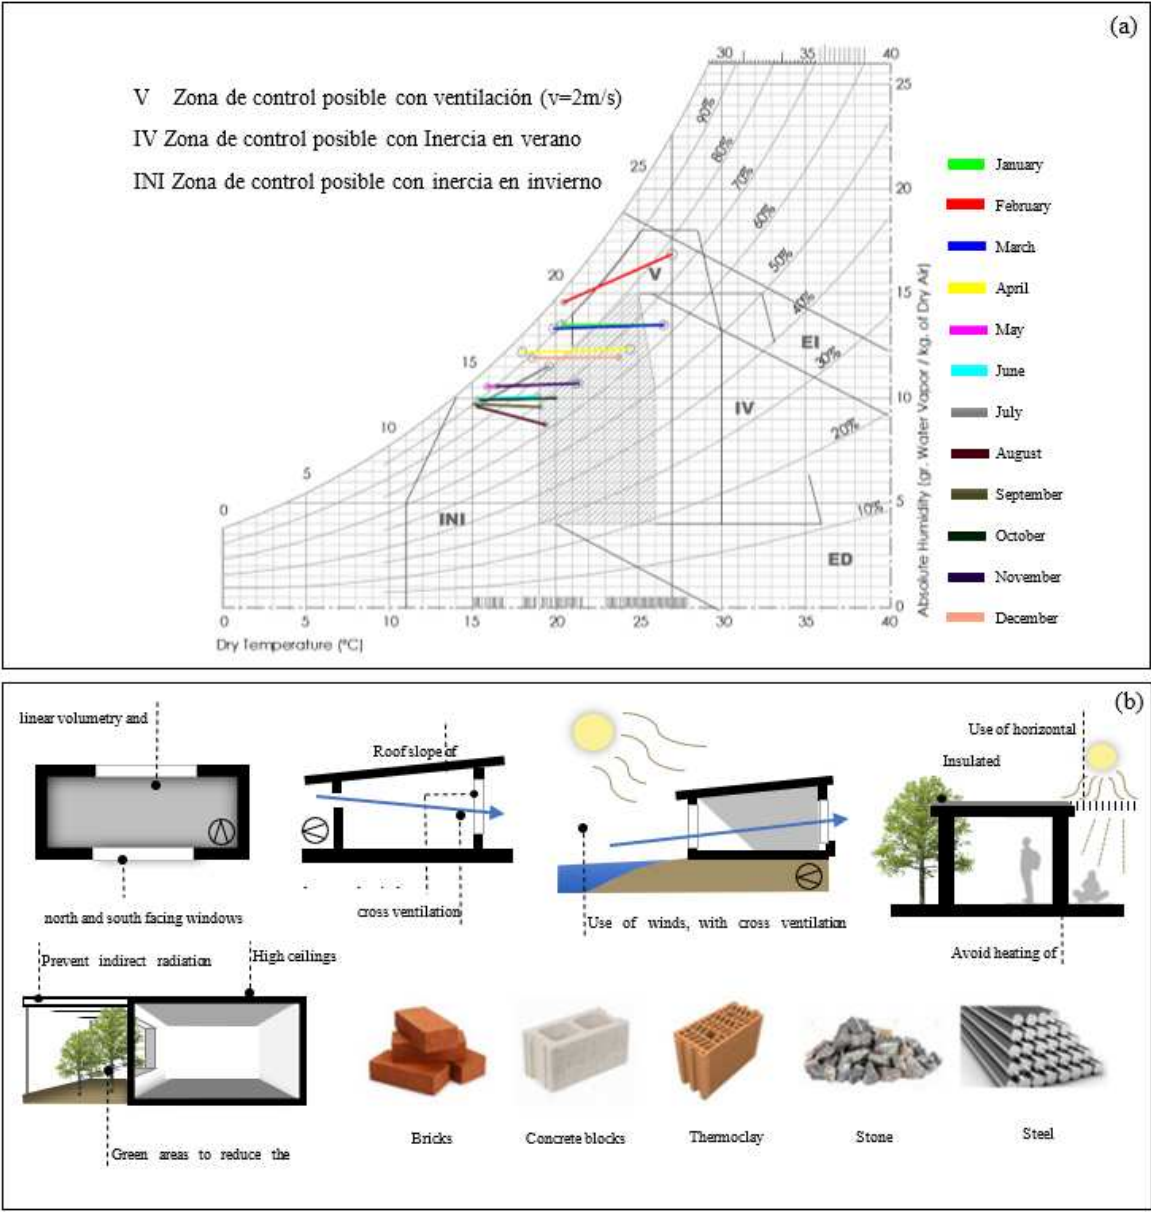 (a)
V Zona de control posible con ventilación (v=2m/s)
IV Zona de control posible con Inercia en verano
INI Zona de control posible con inercia en invierno
30 35 40
25
20
15
10
5
0
90%
80%
70%
60%
50%
40%
30%
20%
10%
25
20
15
10
5
0
V
EI
IV
INI
ED
0 5 10 15 20 25 30 35 40
Dry Temperature (°C)
Absolute Humidity (gr. Water Vapor / kg. of Dry Air)
January
February
March
April
May
June
July
August
September
October
November
December
(b)
linear volumetry and
north and south facing windows
Roof slope of
cross ventilation
Use of winds, with cross ventilation
Use of horizontal
Insulated
Avoid heating of
Prevent indirect radiation
High ceilings
Green areas to reduce the
Bricks
Concrete blocks
Thermoclay
Stone
Steel